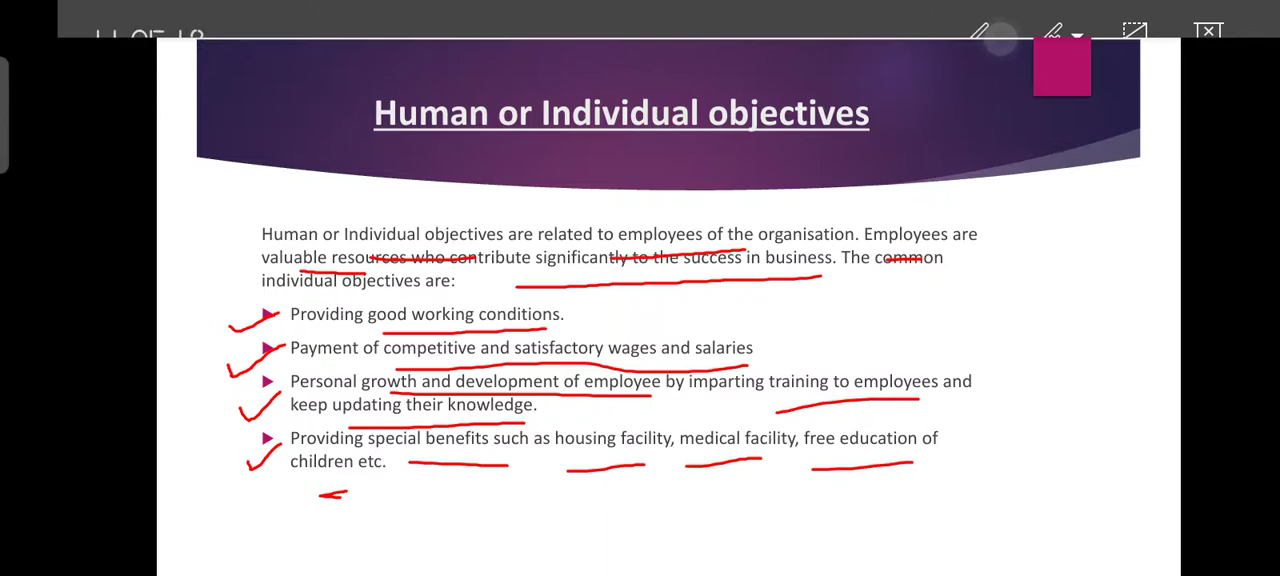 Human or Individual objectives
Human or Individual objectives are related to employees of the organisation. Employees are
valuable resources who contribute significantly to the success in business. The common
individual objectives are:
Providing good working conditions.
Payment of competitive and satisfactory wages and salaries
Personal growth and development of employee by imparting training to employees and
keep updating their knowledge.
Providing special benefits such as housing facility, medical facility, free education of
children etc.